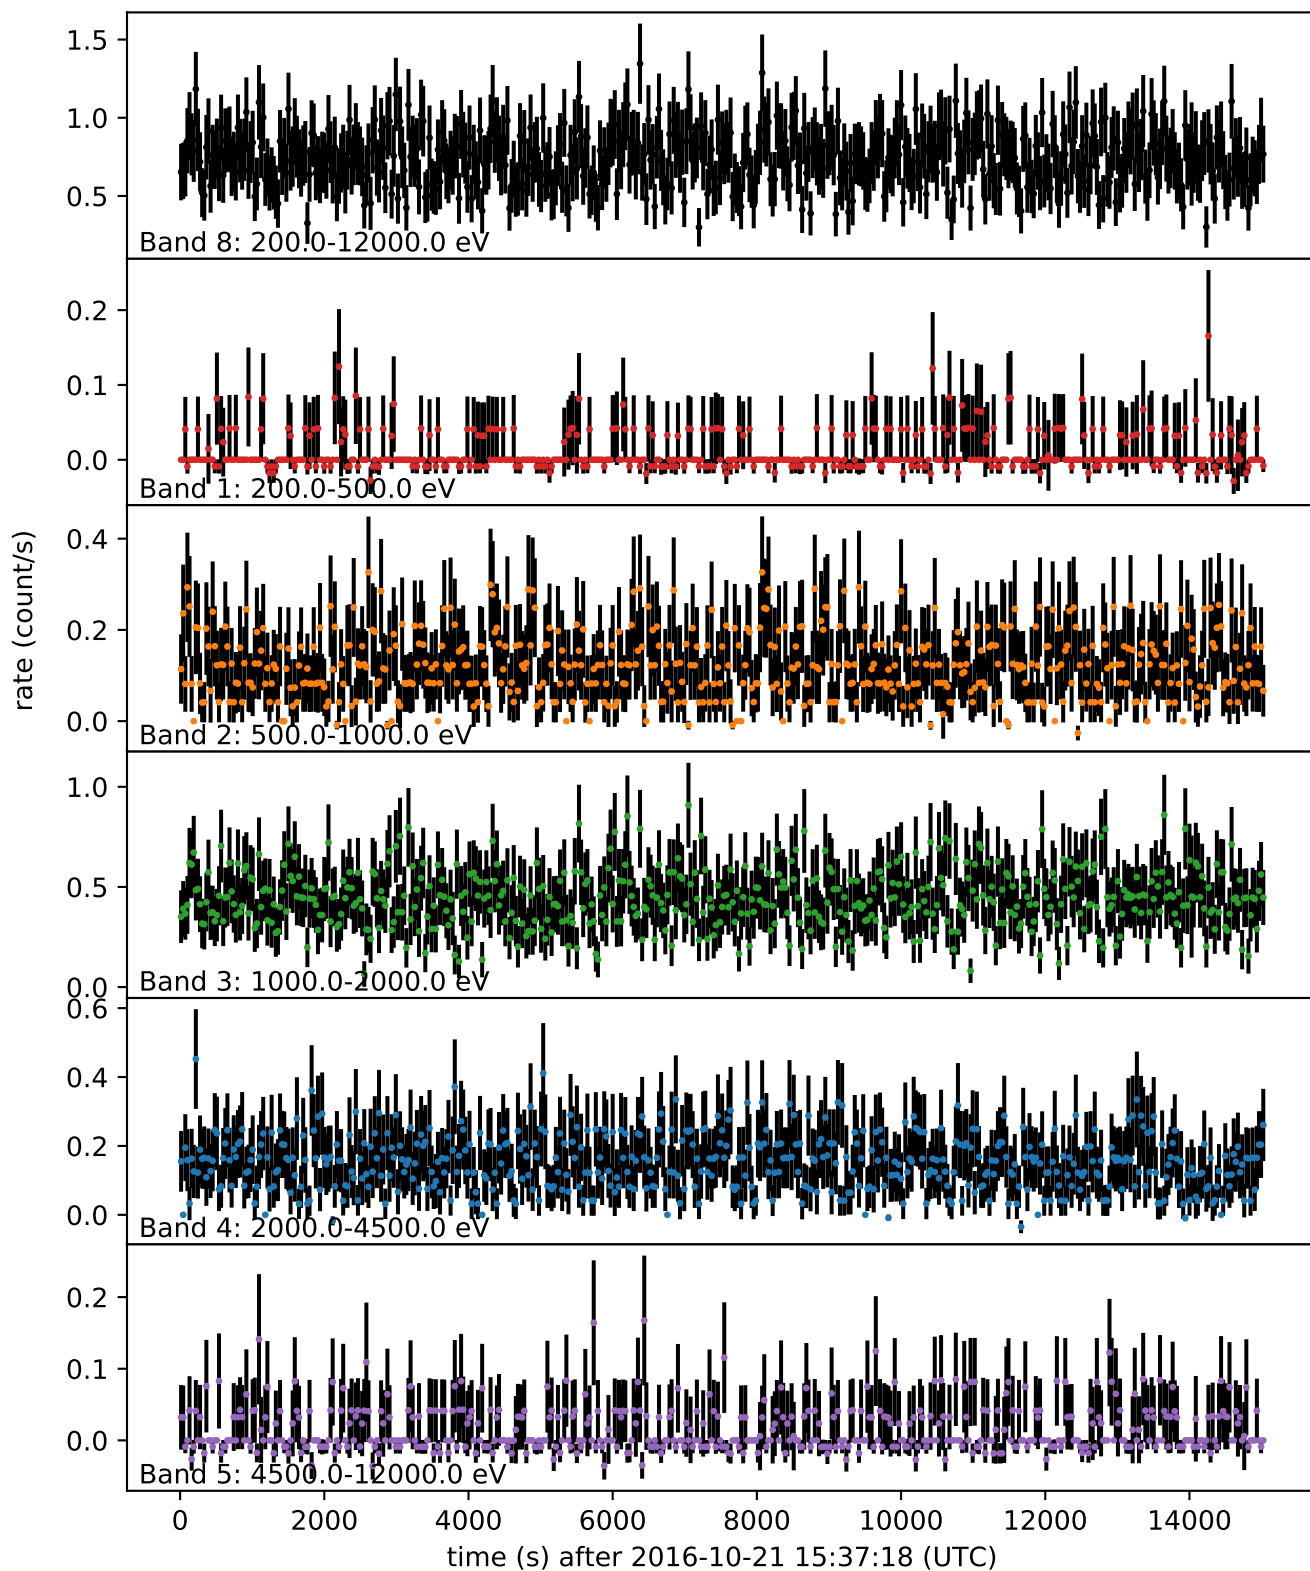 1.5
1.0
0.5
Band 8: 200.0-12000.0 eV
0.2
0.1
0.0
Band 1: 200.0-500.0 eV
rate (count/s)
0.4
0.2
0.0
Band 2: 500.0-1000.0 eV
1.0
0.5
0.0
Band 3: 1000.0-2000.0 eV
0.6
0.4
0.2
0.0
Band 4: 2000.0-4500.0 eV
0.2
0.1
0.0
Band 5: 4500.0-12000.0 eV
0 2000 4000 6000 8000 10000 12000 14000
time (s) after 2016-10-21 15:37:18 (UTC)